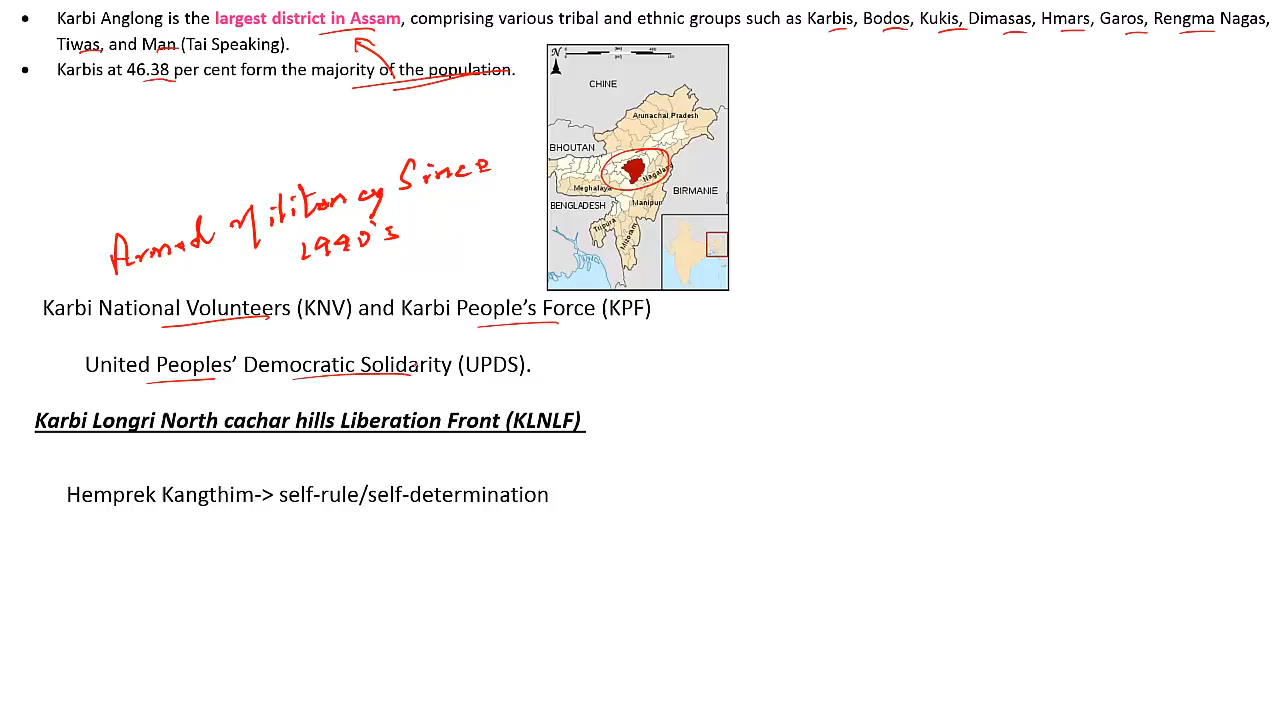 • Karbi Anglong is the largest district in Assam, comprising various tribal and ethnic groups such as Karbis, Bodos, Kukis, Dimasas, Hmars, Garos, Rengma Nagas,
Tiwas, and Man (Tai Speaking).
• Karbis at 46.38 per cent form the majority of the population.
N
CHINE
Arunachal Pradesh
BHOUTAN
Nagaland
Meghalaya
BIRMANIE
BENGLADESH
Manipur
Tripura
Mizoram
Armed Militancy Since
1990's
Karbi National Volunteers (KNV) and Karbi People’s Force (KPF)
United Peoples’ Democratic Solidarity (UPDS).
Karbi Longri North cachar hills Liberation Front (KLNLF)
Hemprek Kangthim-> self-rule/self-determination